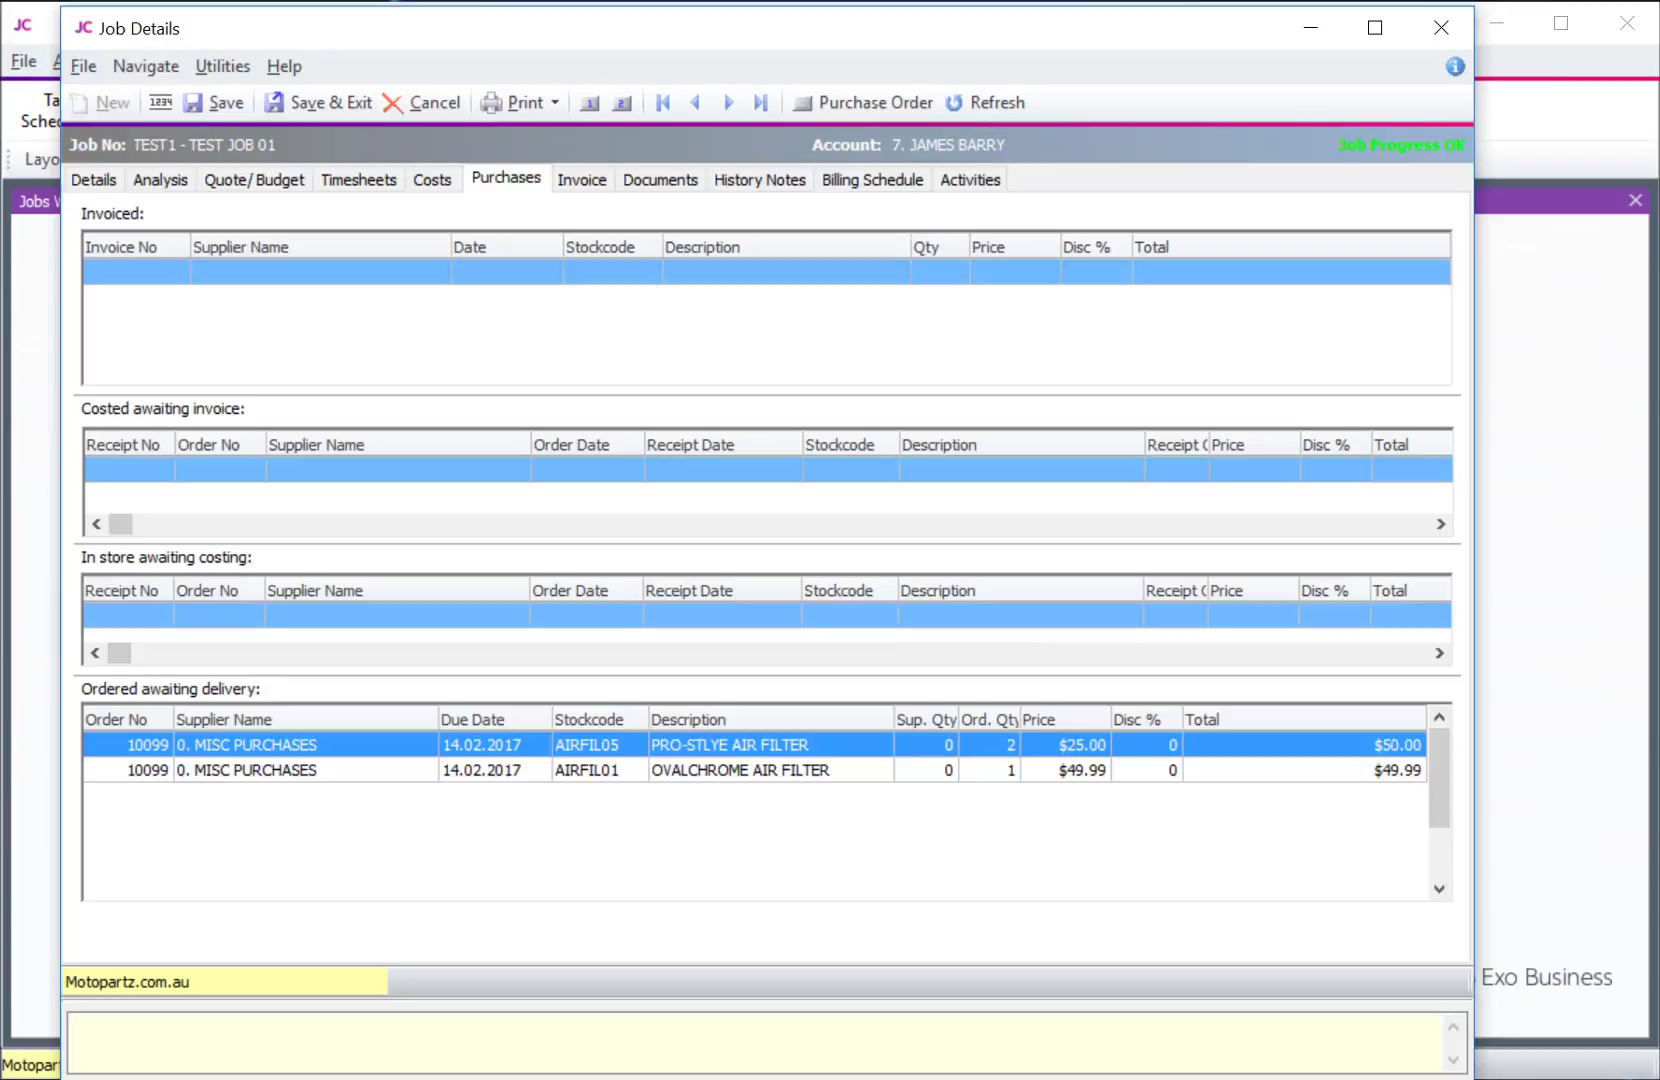 JC
JC Job Details
File A
File Navigate Utilities Help
Ta
Sched
New 1234 Save Save & Exit Cancel Print 1 2 Purchase Order Refresh
Layo
Job No: TEST1 - TEST JOB 01 Account: 7. JAMES BARRY Job Progress OK
Details Analysis Quote/ Budget Timesheets Costs Purchases Invoice Documents History Notes Billing Schedule Activities
Jobs W
Invoiced:
Invoice No Supplier Name Date Stockcode Description Qty Price Disc % Total
Costed awaiting invoice:
Receipt No Order No Supplier Name Order Date Receipt Date Stockcode Description Receipt Q Price Disc % Total
In store awaiting costing:
Receipt No Order No Supplier Name Order Date Receipt Date Stockcode Description Receipt Q Price Disc % Total
Ordered awaiting delivery:
Order No Supplier Name Due Date Stockcode Description Sup. Qty Ord. Qty Price Disc % Total
10099 0. MISC PURCHASES 14.02.2017 AIRFIL05 PRO-STLYE AIR FILTER 0 2 $25.00 0 $50.00
10099 0. MISC PURCHASES 14.02.2017 AIRFIL01 OVALCHROME AIR FILTER 0 1 $49.99 0 $49.99
Motopartz.com.au
Exo Business
Motopar